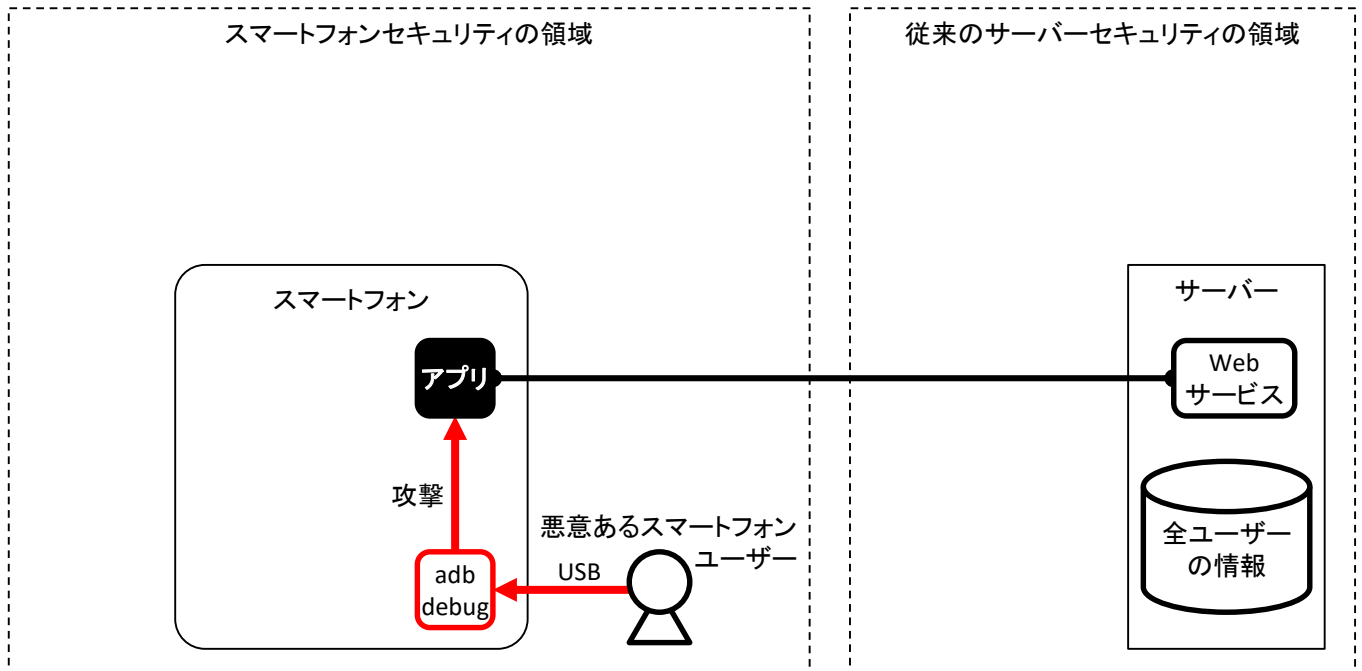 スマートフォンセキュリティの領域
従来のサーバーセキュリティの領域
スマートフォン
サーバー
アプリ
Web
サービス
攻撃
悪意あるスマートフォン
ユーザー
全ユーザー
の情報
adb
debug
USB